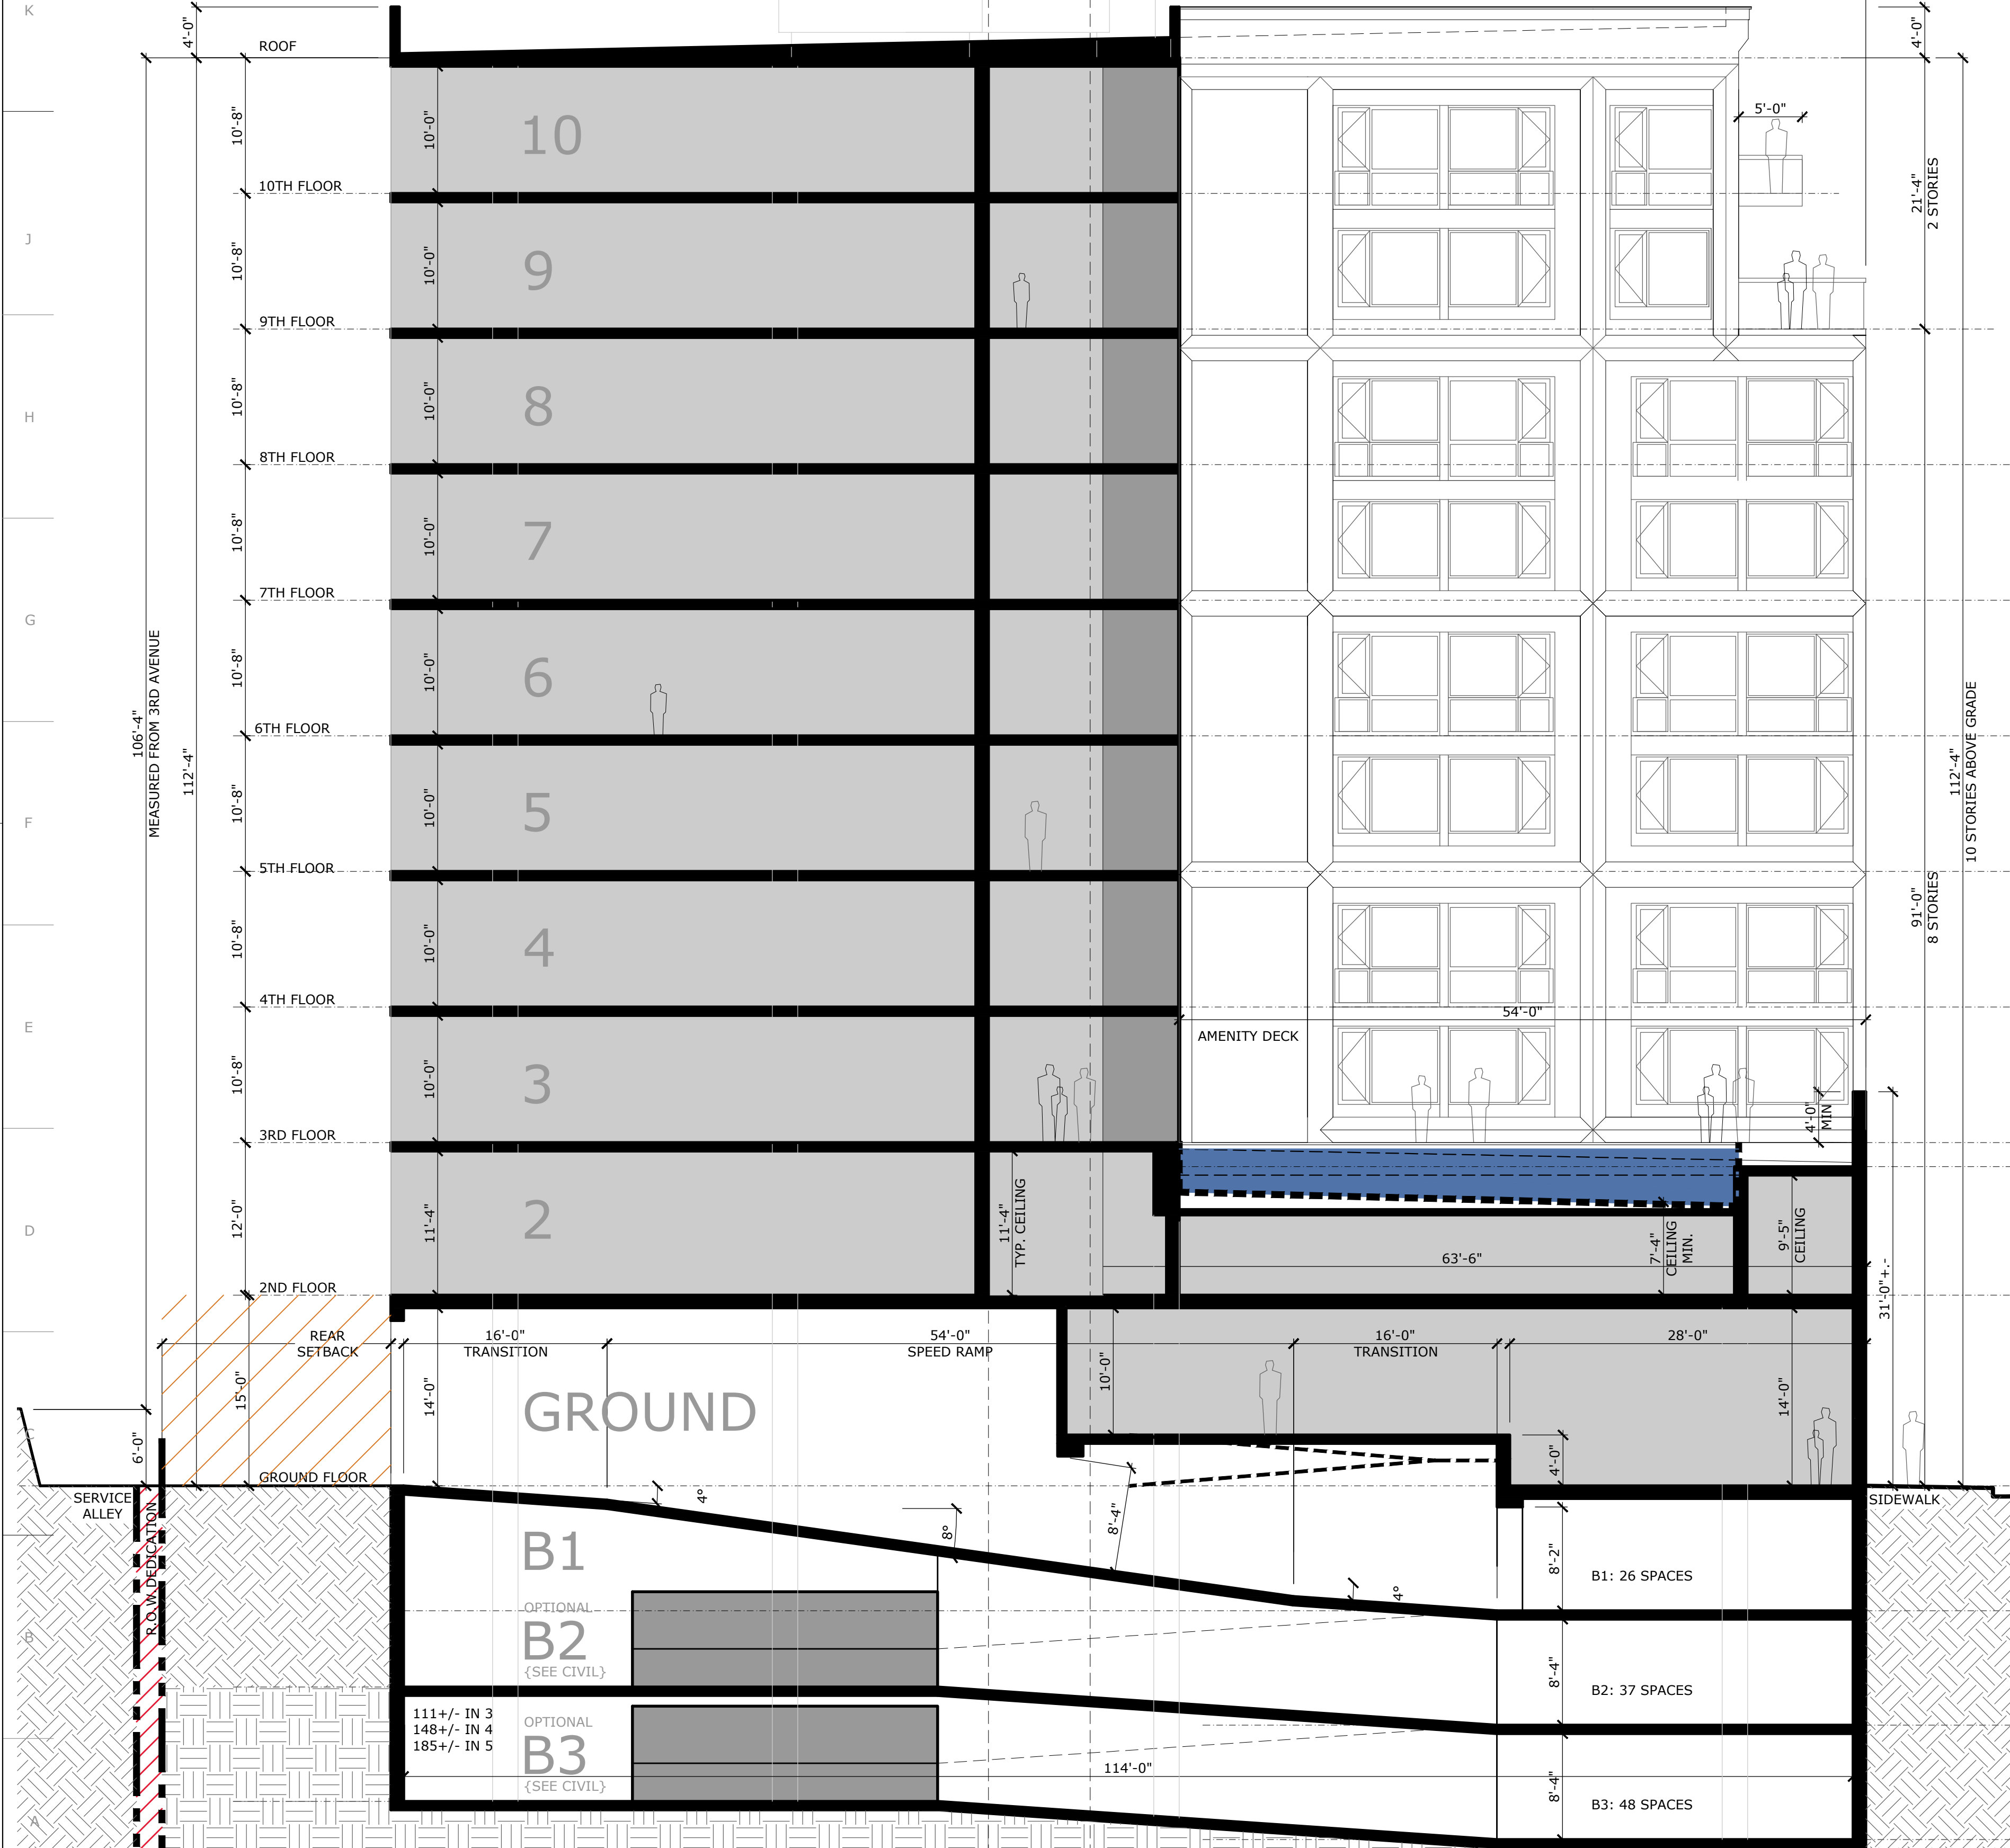 K
4'-0"
ROOF
4'-0"
10'-8"
10'-0"
10
5'-0"
10TH FLOOR
21'-4"
2 STORIES
J
10'-8"
10'-0"
9
9TH FLOOR
H
10'-8"
10'-0"
8
8TH FLOOR
10'-8"
10'-0"
7
7TH FLOOR
G
106'-4"
MEASURED FROM 3RD AVENUE
112'-4"
10'-8"
10'-0"
6
6TH FLOOR
112'-4"
10 STORIES ABOVE GRADE
F
10'-8"
10'-0"
5
5TH FLOOR
91'-0"
8 STORIES
10'-8"
10'-0"
4
4TH FLOOR
E
54'-0"
AMENITY DECK
10'-8"
10'-0"
3
3RD FLOOR
4'-0"
MIN
D
12'-0"
11'-4"
2
11'-4"
TYP. CEILING
63'-6"
7'-4"
CEILING
MIN.
9'-5"
CEILING
31'-0"+.-
2ND FLOOR
REAR
SETBACK
16'-0"
TRANSITION
54'-0"
SPEED RAMP
16'-0"
TRANSITION
28'-0"
15'-0"
14'-0"
GROUND
10'-0"
14'-0"
C
6'-0"
GROUND FLOOR
4'-0"
SERVICE
ALLEY
R.O.W.DEDICATION
4°
8°
8'-4"
SIDEWALK
B1
8'-2"
B1: 26 SPACES
4°
OPTIONAL
B2
{SEE CIVIL}
B
8'-4"
B2: 37 SPACES
111+/- IN 3
148+/- IN 4
185+/- IN 5
OPTIONAL
B3
{SEE CIVIL}
114'-0"
8'-4"
B3: 48 SPACES
A